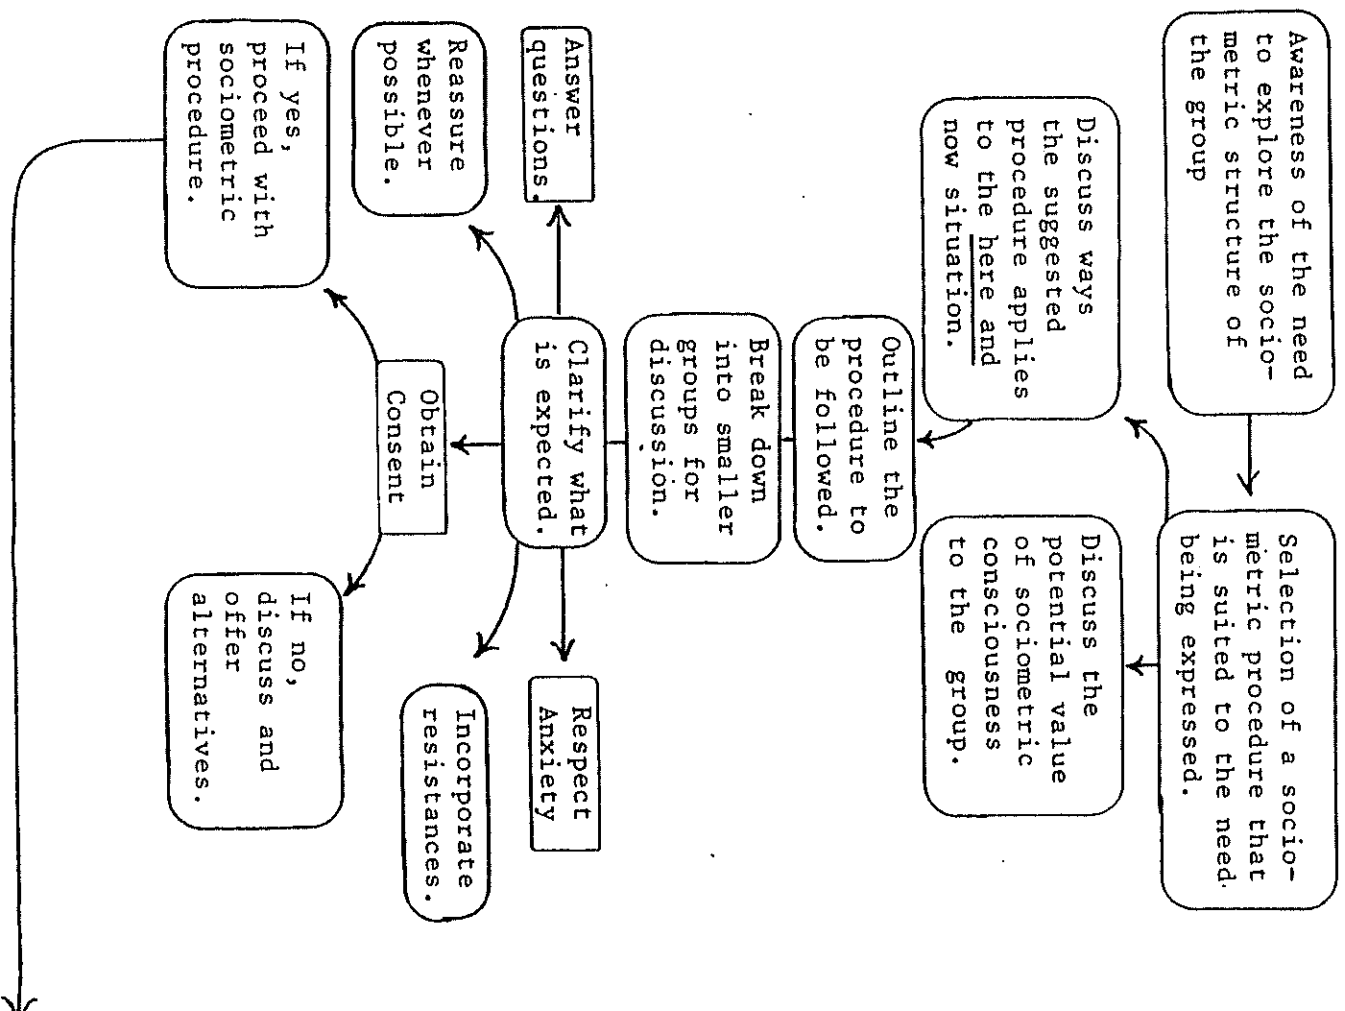 Awareness of the need
to explore the socio-
metric structure of
the group
Selection of a socio-
metric procedure that
is suited to the need
being expressed.
Discuss ways
the suggested
procedure applies
to the here and
now situation.
Discuss the
potential value
of sociometric
consciousness
to the group.
Outline the
procedure to
be followed.
Break down
into smaller
groups for
discussion.
Clarify what
is expected.
Answer
questions.
Respect
Anxiety
Reassure
whenever
possible.
Incorporate
resistances.
Obtain
Consent
If yes,
proceed with
sociometric
procedure.
If no,
discuss and
offer
alternatives.